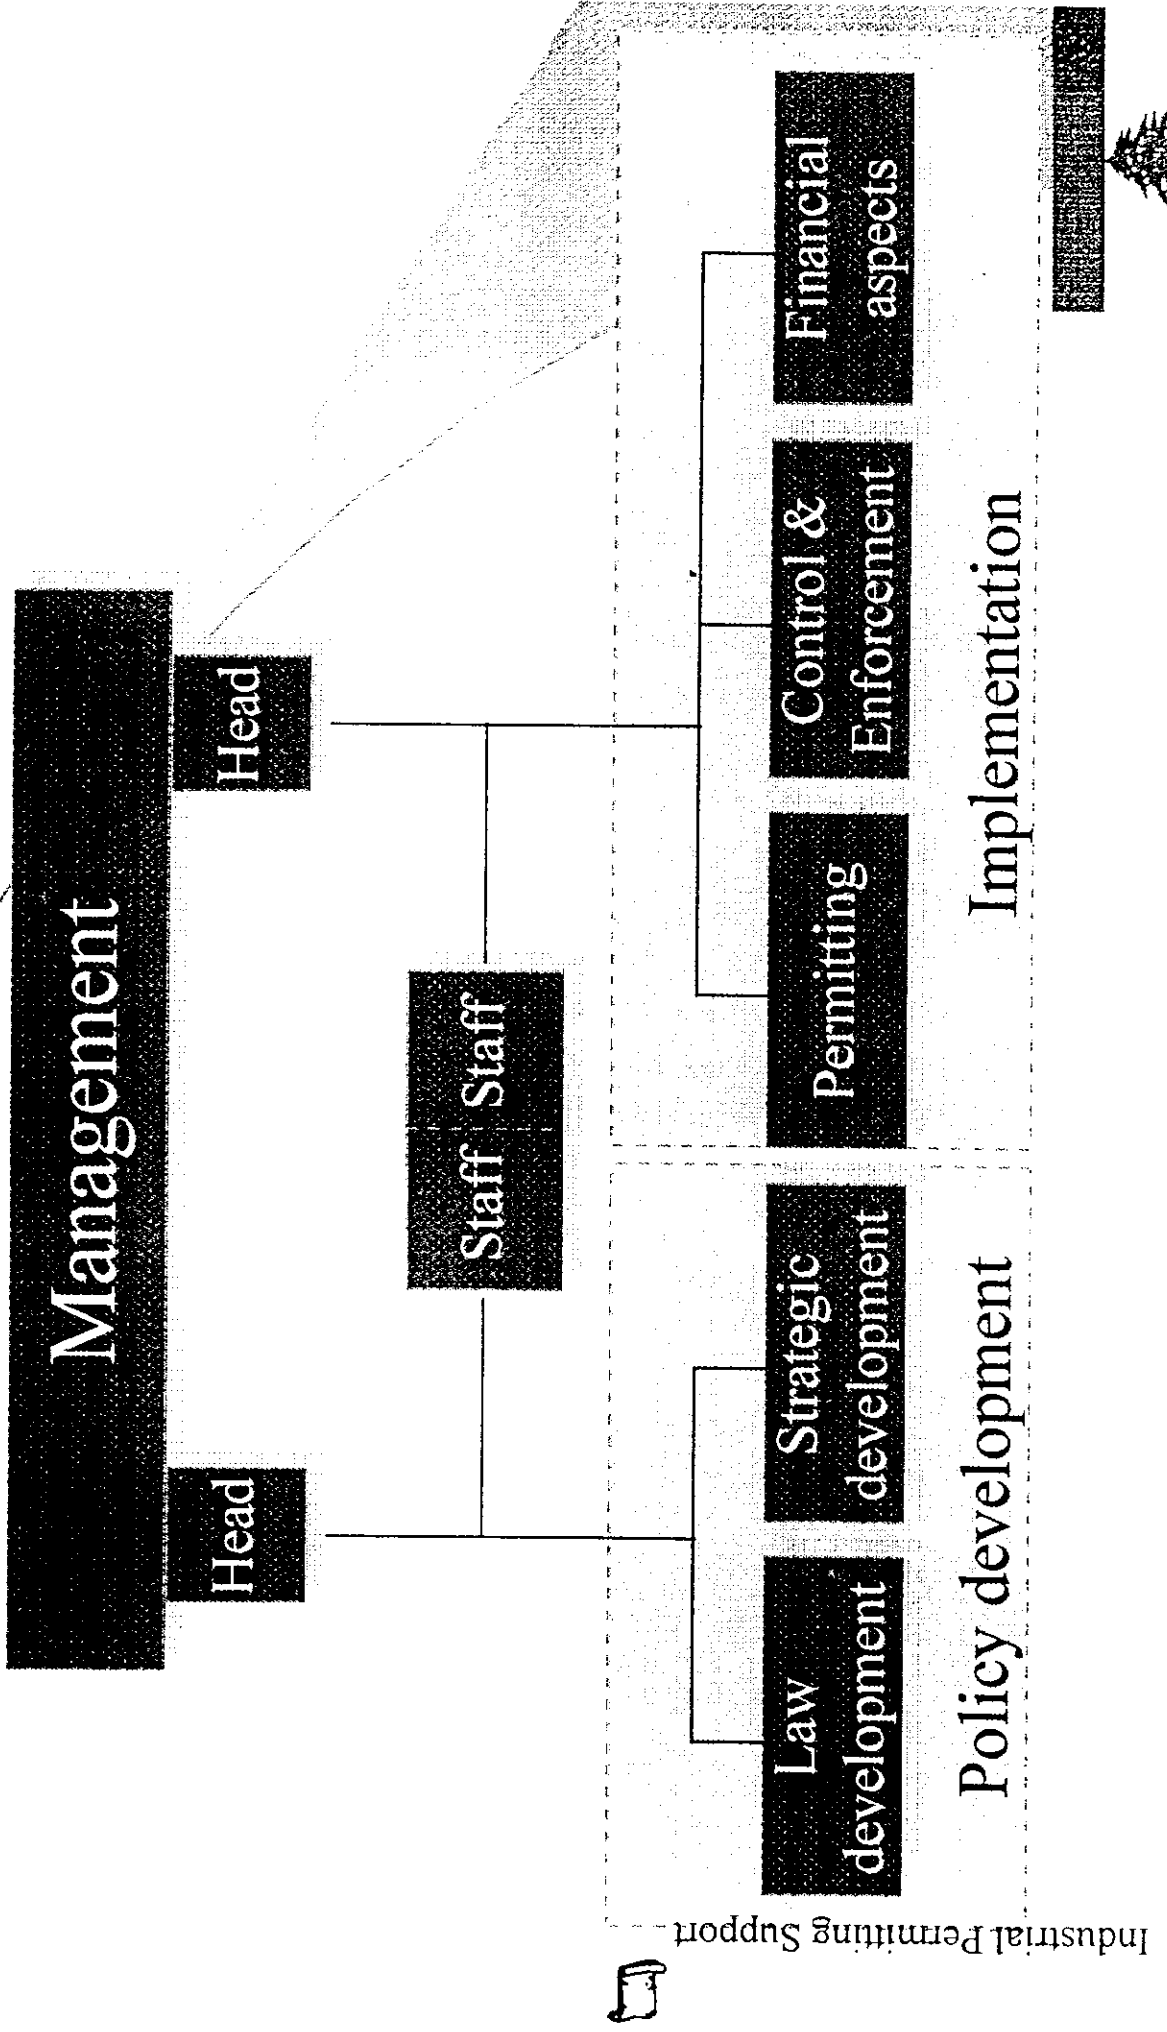 Management
Head
Head
Staff Staff
Law
development
Strategic
development
Permitting
Control &
Enforcement
Financial
aspects
Policy development
Implementation
Industrial Permitting Support